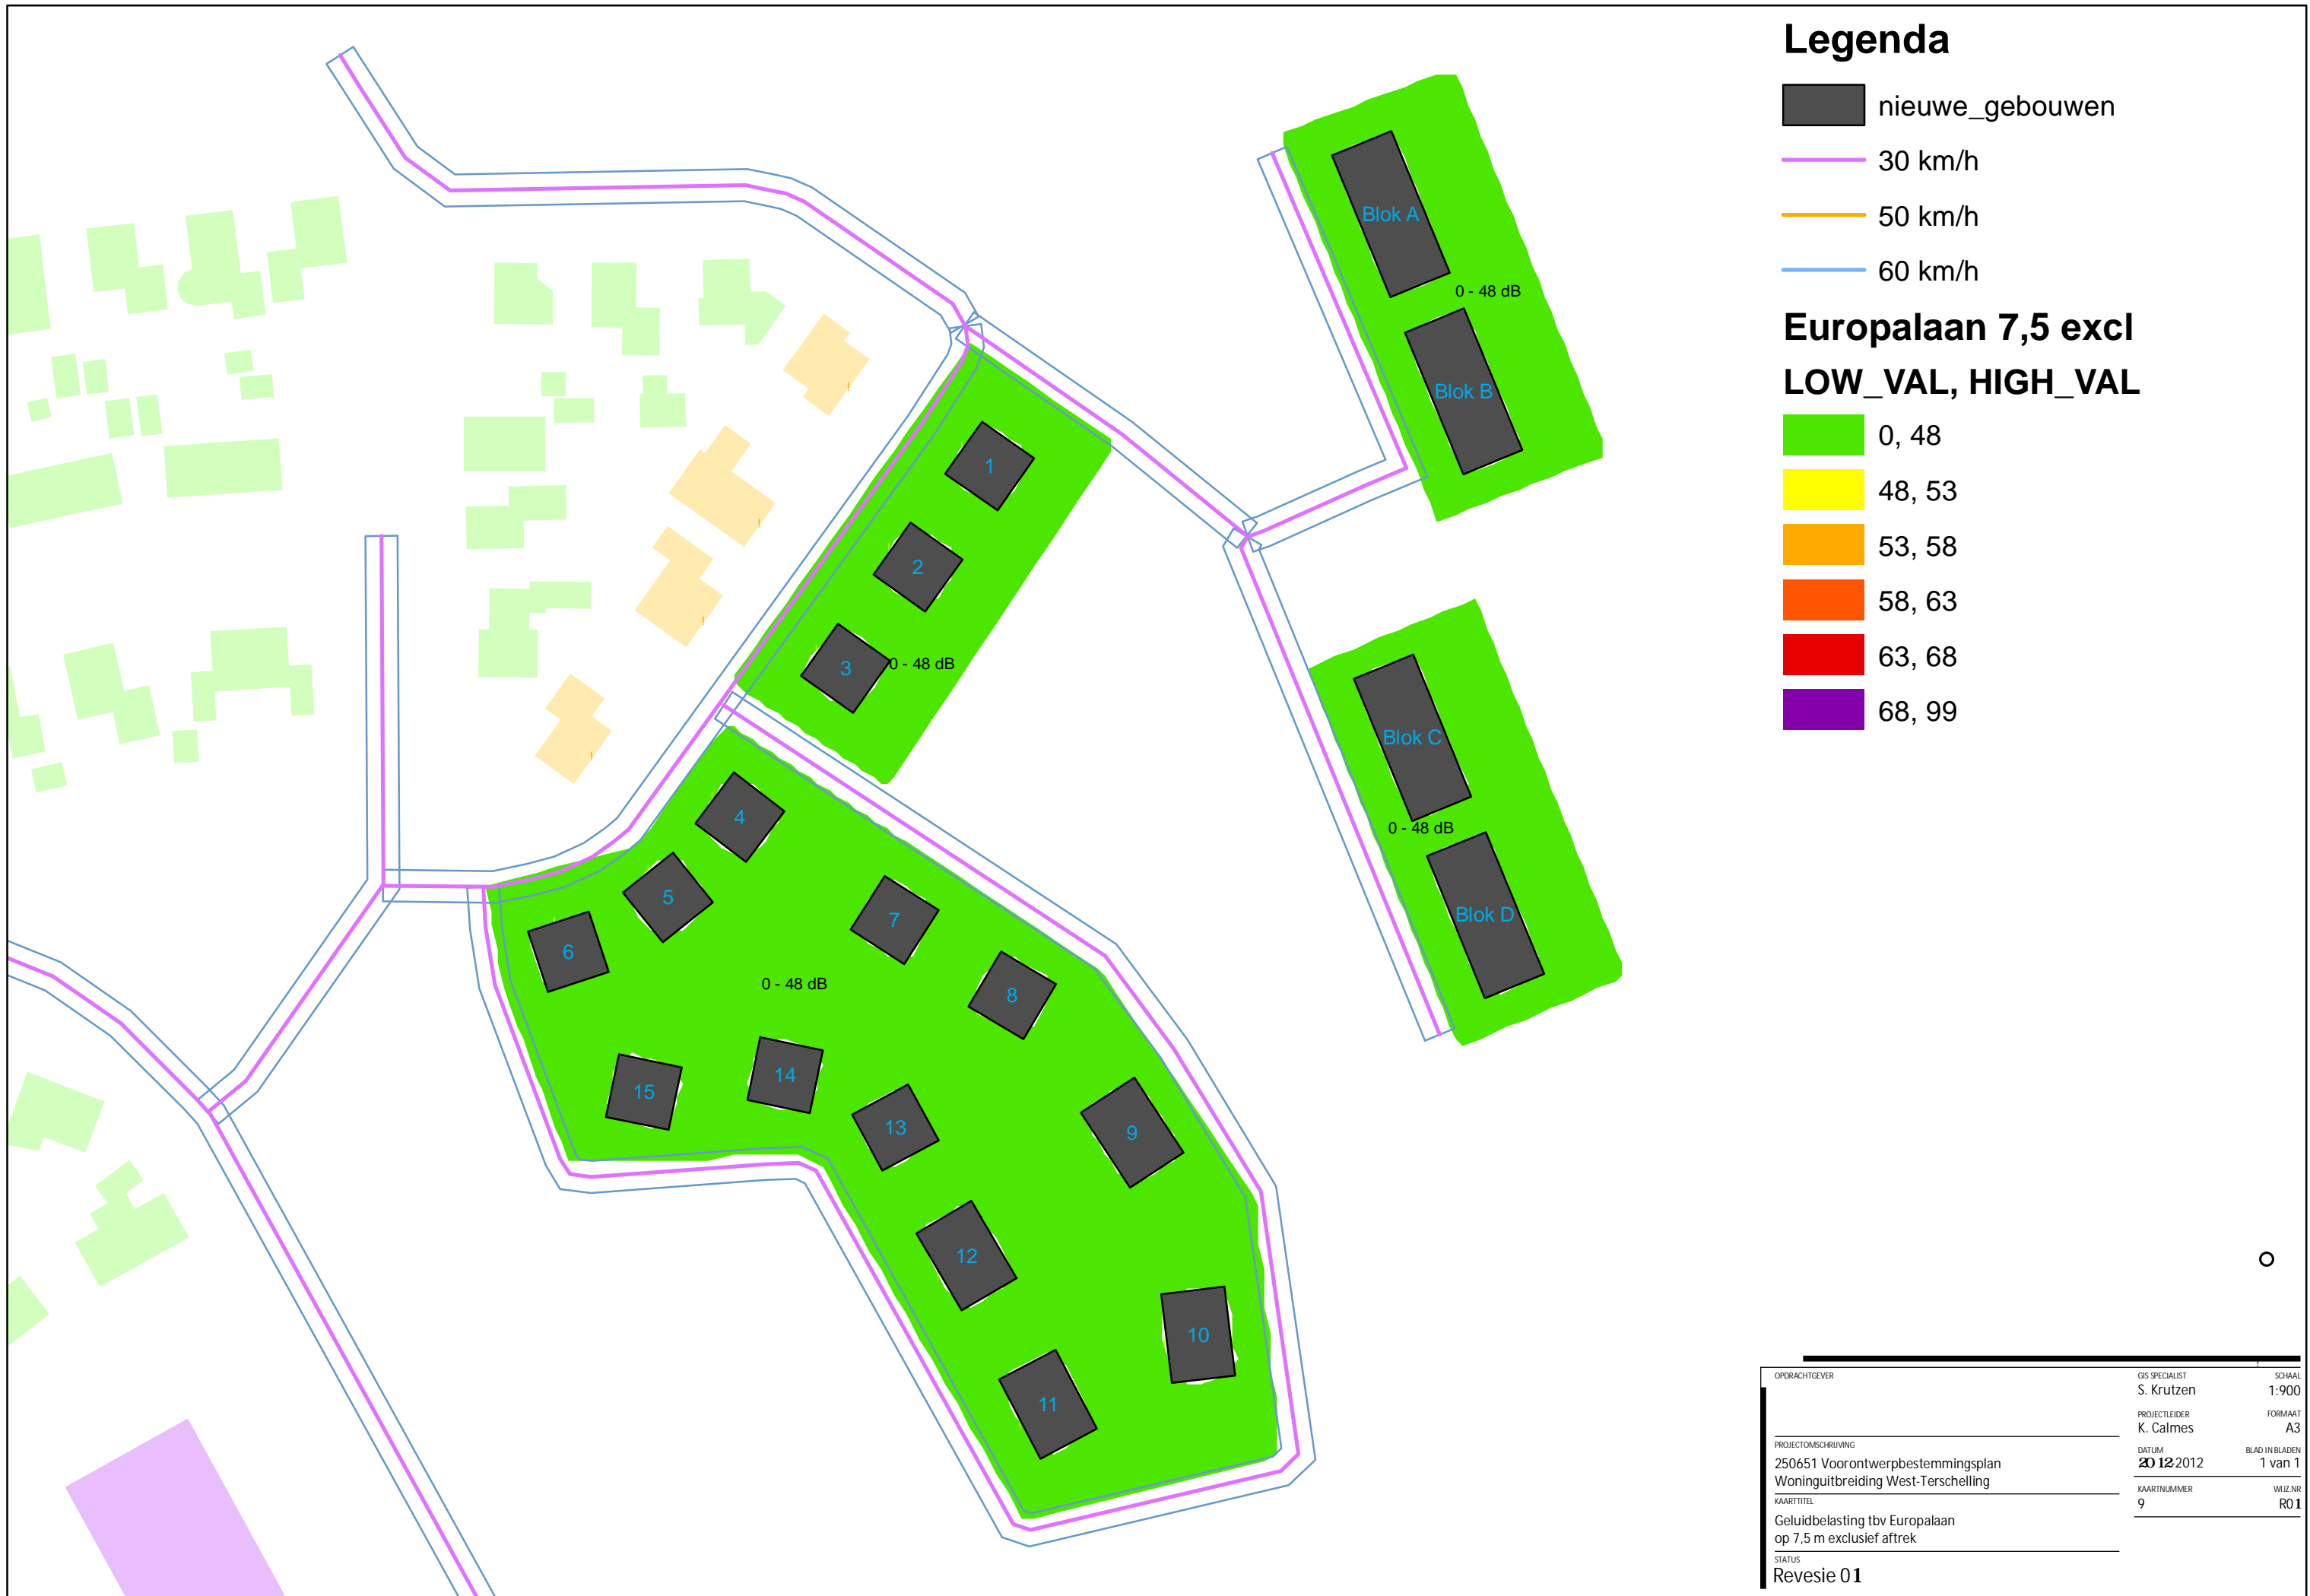 Legenda
nieuwe_gebouwen
30 km/h
50 km/h
60 km/h
Europalaan 7,5 excl
LOW_VAL, HIGH_VAL
0, 48
48, 53
53, 58
58, 63
63, 68
68, 99
Blok A
0 - 48 dB
Blok B
1
2
3
0 - 48 dB
Blok C
0 - 48 dB
Blok D
4
5
6
7
8
0 - 48 dB
15
14
13
9
12
10
11
OPDRACHTGEVER
GIS SPECIALIST
SCHAAL
S. Krutzen
1:900
PROJECTLEIDER
FORMAAT
K. Calmes
A3
PROJECTOMSCHRIJVING
250651 Voorontwerpbestemmingsplan
Woninguitbreiding West-Terschelling
DATUM
BLAD IN BLADEN
20 12-2012
1 van 1
KAARTNUMMER
WIJZ.NR
9
R01
KAARTTITEL
Geluidbelasting tbv Europalaan
op 7,5 m exclusief aftrek
STATUS
Revesie 01